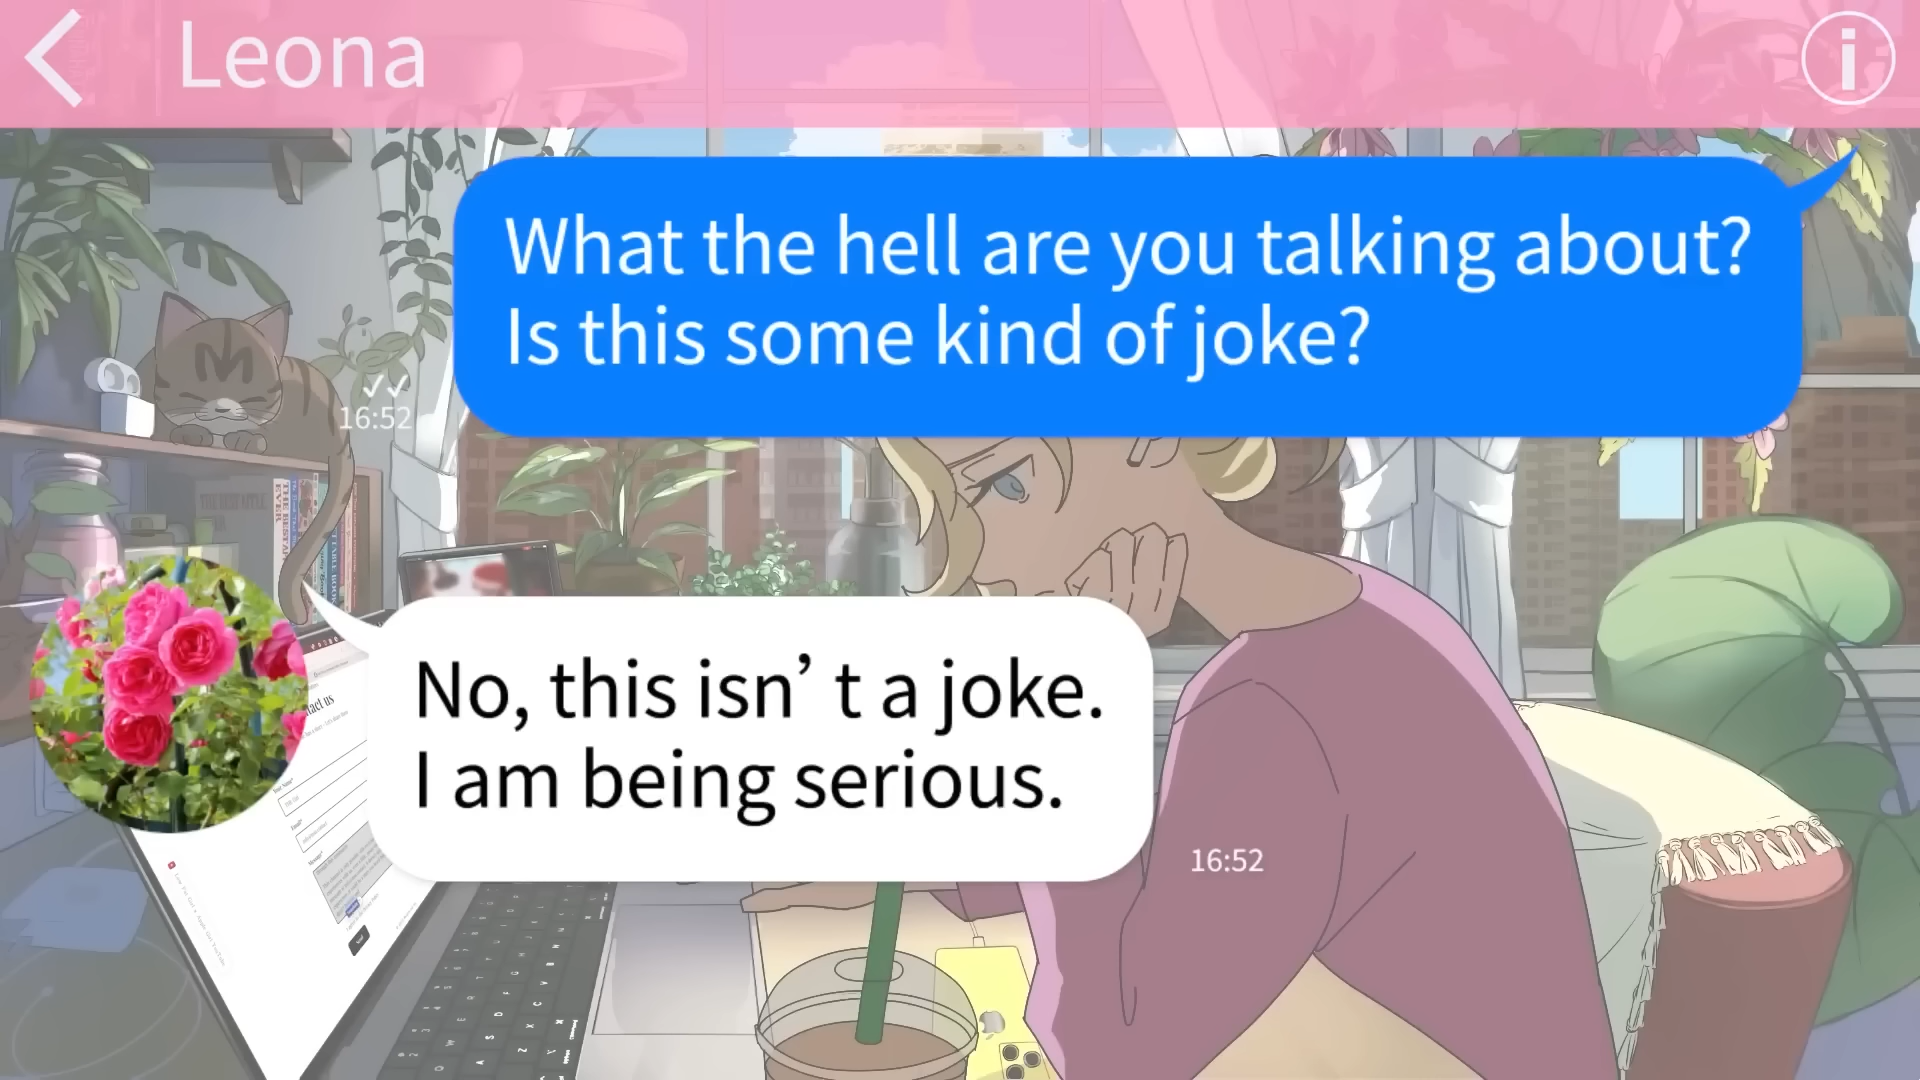 Leona
What the hell are you talking about?
Is this some kind of joke?
16:52
No, this isn’t a joke.
I am being serious.
16:52